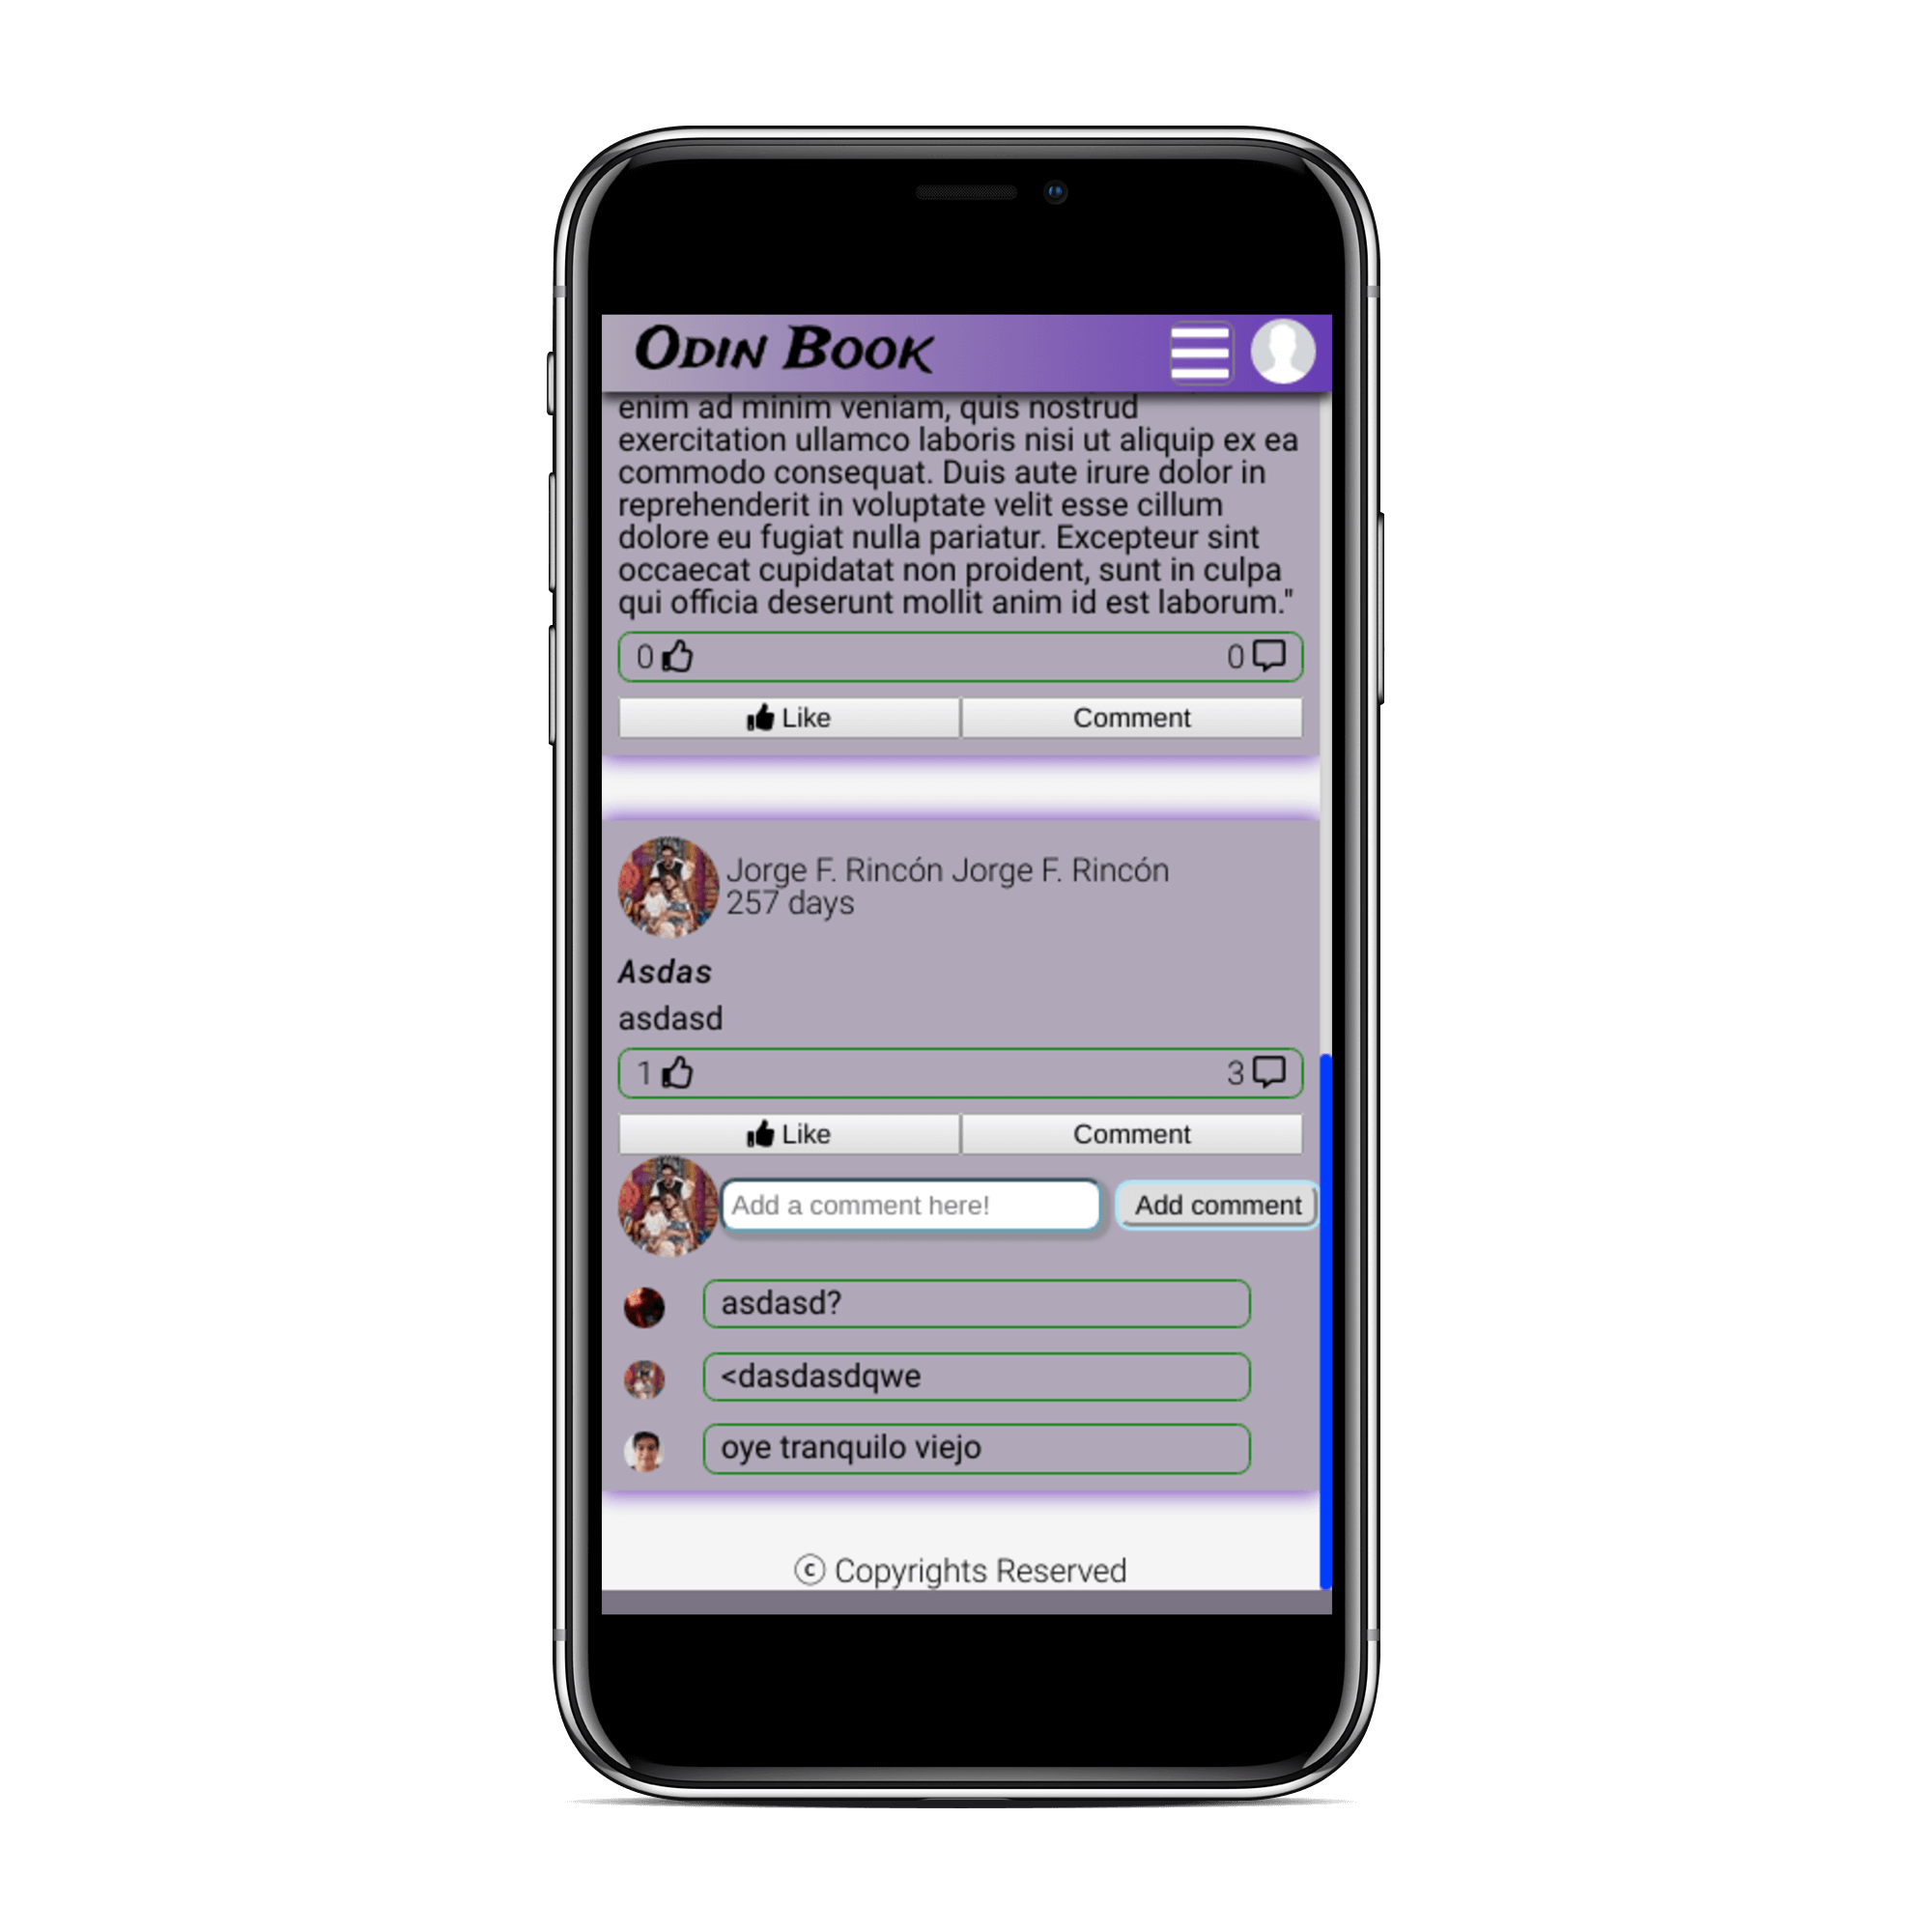 Odin Book
enim ad minim veniam, quis nostrud
exercitation ullamco laboris nisi ut aliquip ex ea
commodo consequat. Duis aute irure dolor in
reprehenderit in voluptate velit esse cillum
dolore eu fugiat nulla pariatur. Excepteur sint
occaecat cupidatat non proident, sunt in culpa
qui officia deserunt mollit anim id est laborum."
0 0
Like Comment
Jorge F. Rincón Jorge F. Rincón
257 days
Asdas
asdasd
1 3
Like Comment
Add a comment here! Add comment
asdasd?
<dasdasdqwe
oye tranquilo viejo
© Copyrights Reserved